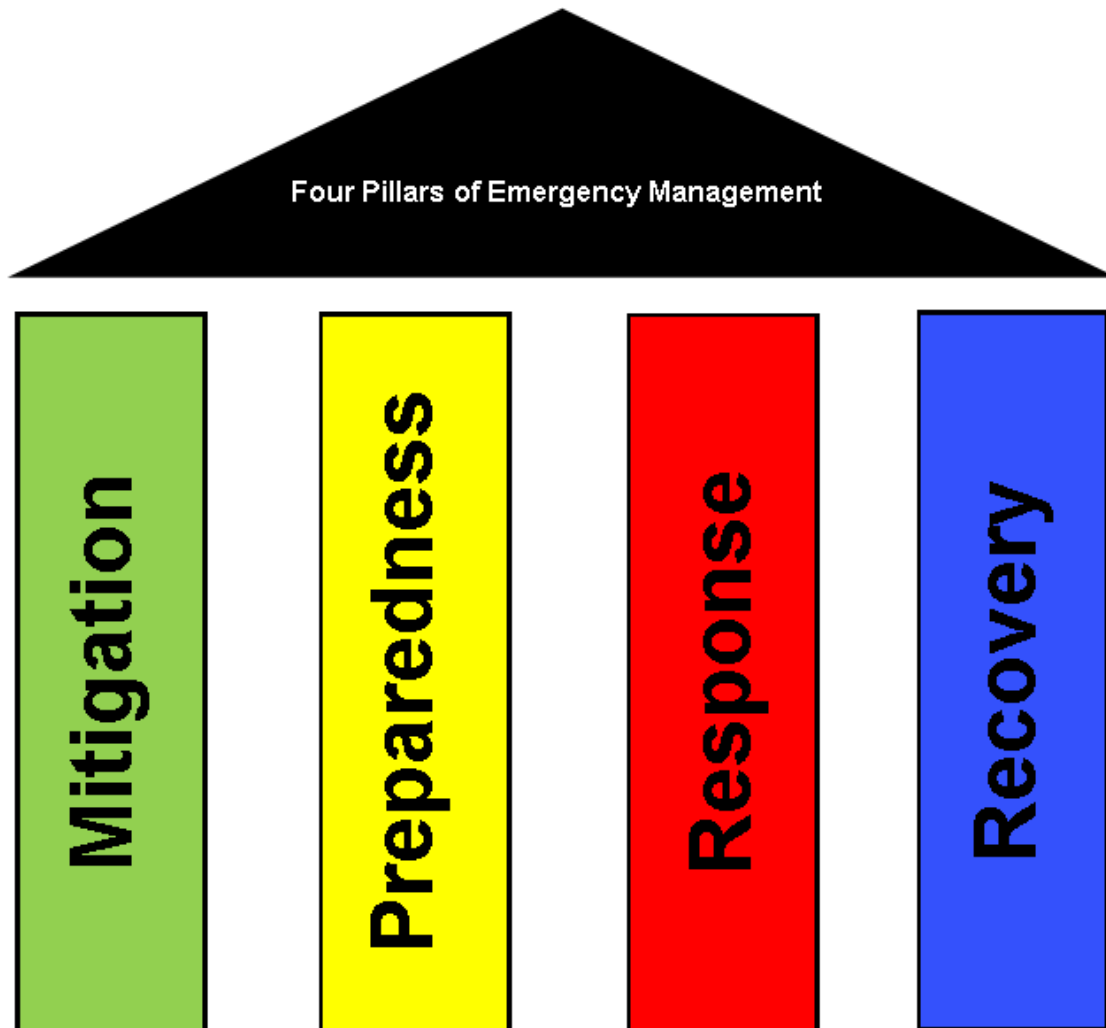 Four Pillars of Emergency Management
Mitigation
Preparedness
Response
Recovery